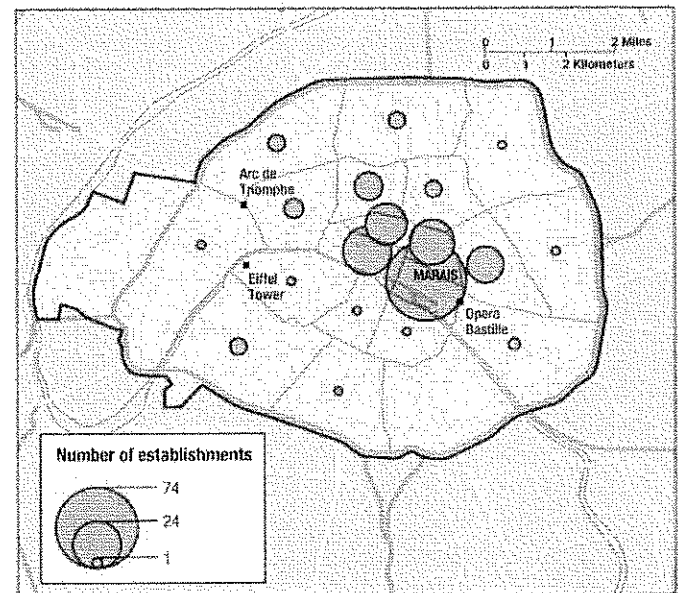 0 1 2 Miles
0 1 2 Kilometers
Arc de
Triomphe
MARAIS
Eiffel
Tower
Opera
Bastille
Number of establishments
74
24
1